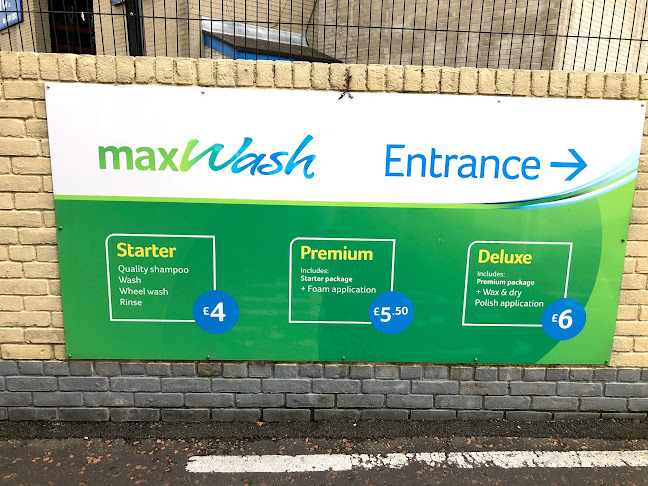 maxWash
Entrance →
Starter
Quality shampoo
Wash
Wheel wash
Rinse
£4
Premium
Includes:
Starter package
+ Foam application
£5.50
Deluxe
Includes:
Premium package
+ Wax & dry
Polish application
£6